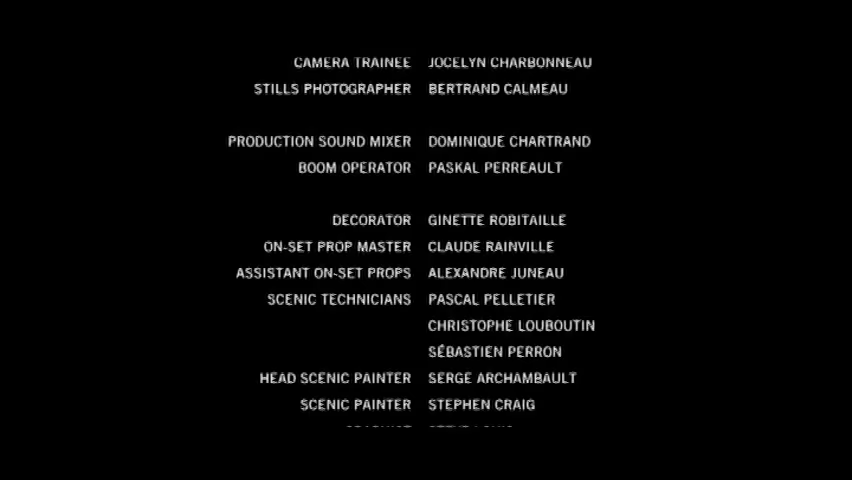 CAMERA TRAINEE JOCELYN CHARBONNEAU
STILLS PHOTOGRAPHER BERTRAND CALMEAU
PRODUCTION SOUND MIXER DOMINIQUE CHARTRAND
BOOM OPERATOR PASKAL PERREAULT
DECORATOR GINETTE ROBITAILLE
ON-SET PROP MASTER CLAUDE RAINVILLE
ASSISTANT ON-SET PROPS ALEXANDRE JUNEAU
SCENIC TECHNICIANS PASCAL PELLETIER
CHRISTOPHE LOUBOUTIN
SÉBASTIEN PERRON
HEAD SCENIC PAINTER SERGE ARCHAMBAULT
SCENIC PAINTER STEPHEN CRAIG